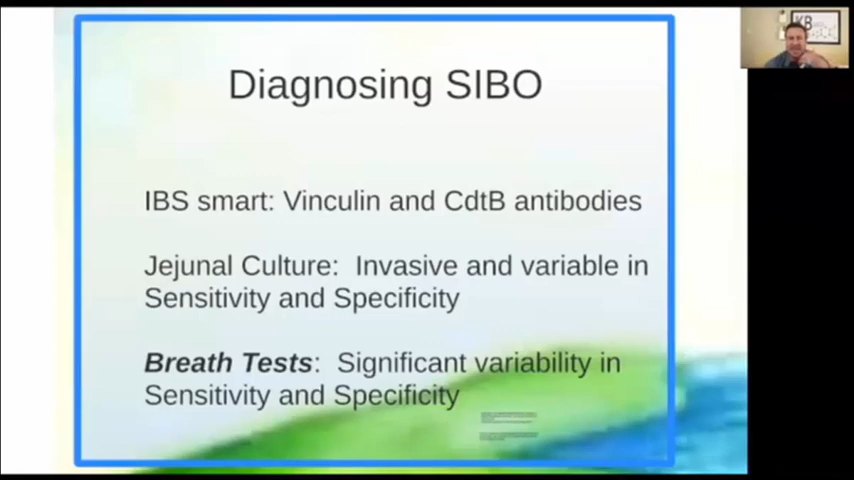 Diagnosing SIBO
IBS smart: Vinculin and CdtB antibodies
Jejunal Culture: Invasive and variable in
Sensitivity and Specificity
Breath Tests: Significant variability in
Sensitivity and Specificity
KB